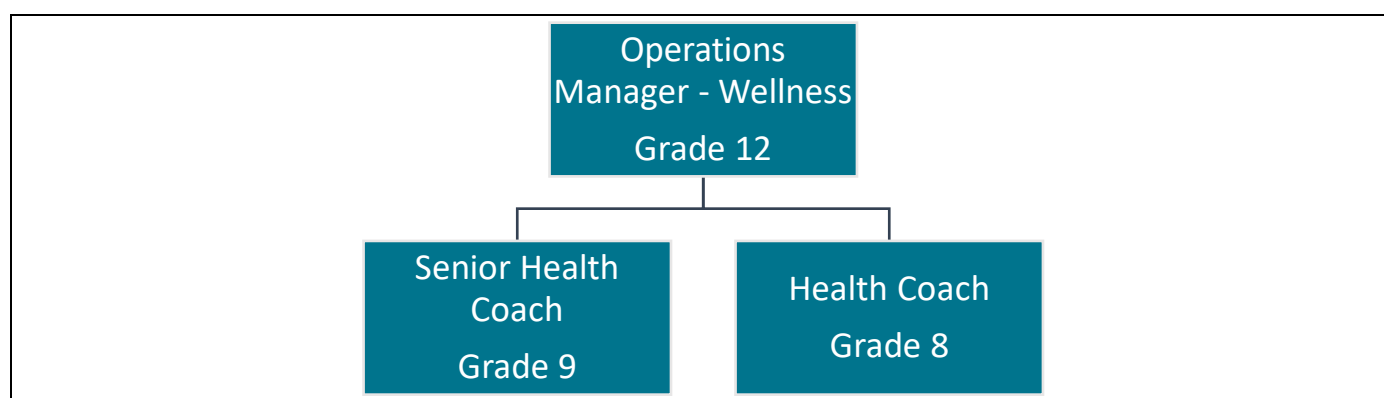 Operations
Manager - Wellness
Grade 12
Senior Health
Coach
Grade 9
Health Coach
Grade 8